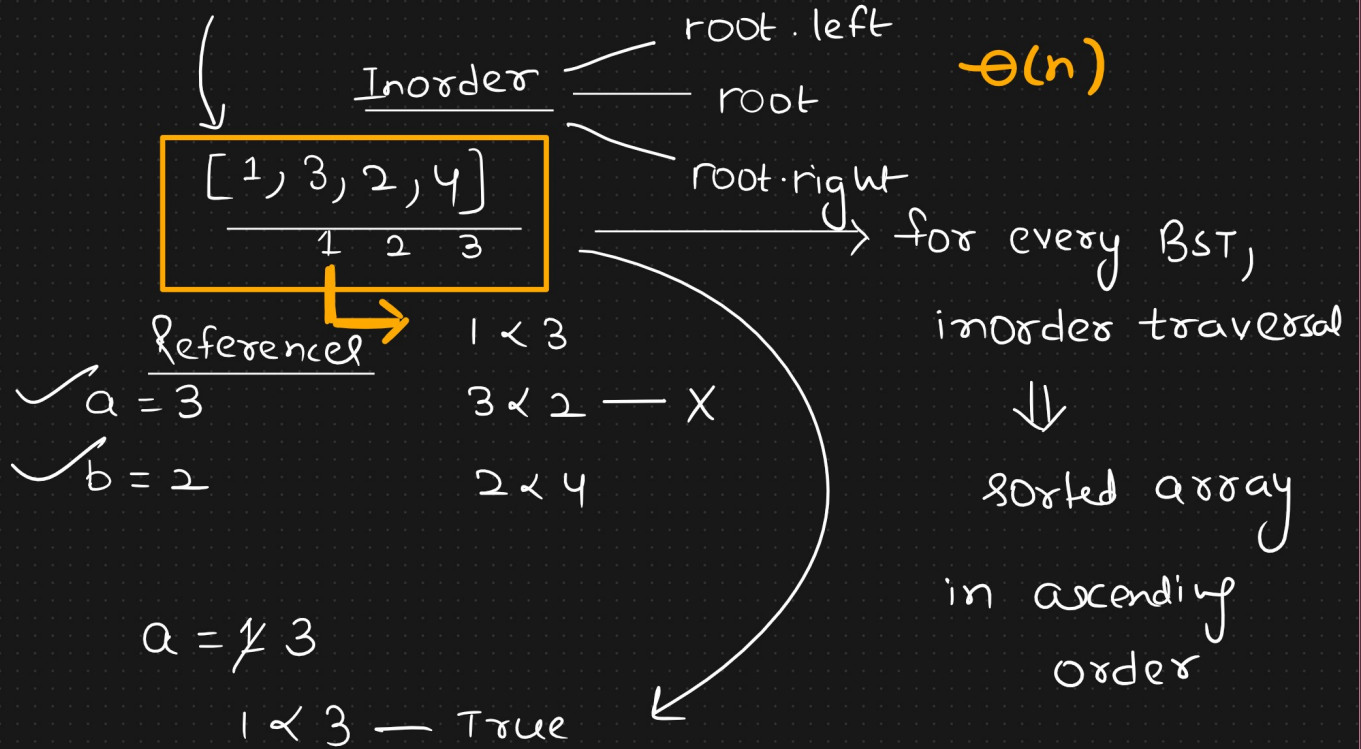 root.left
Inorder
root
root.right
Θ(n)
[1, 3, 2, 4]
1 2 3
for every BST,
inorder traversal
⇓
sorted array
in ascending
order
References
a = 3
b = 2
1 < 3
3 < 2 — X
2 < 4
a = 1 3
1 < 3 — True